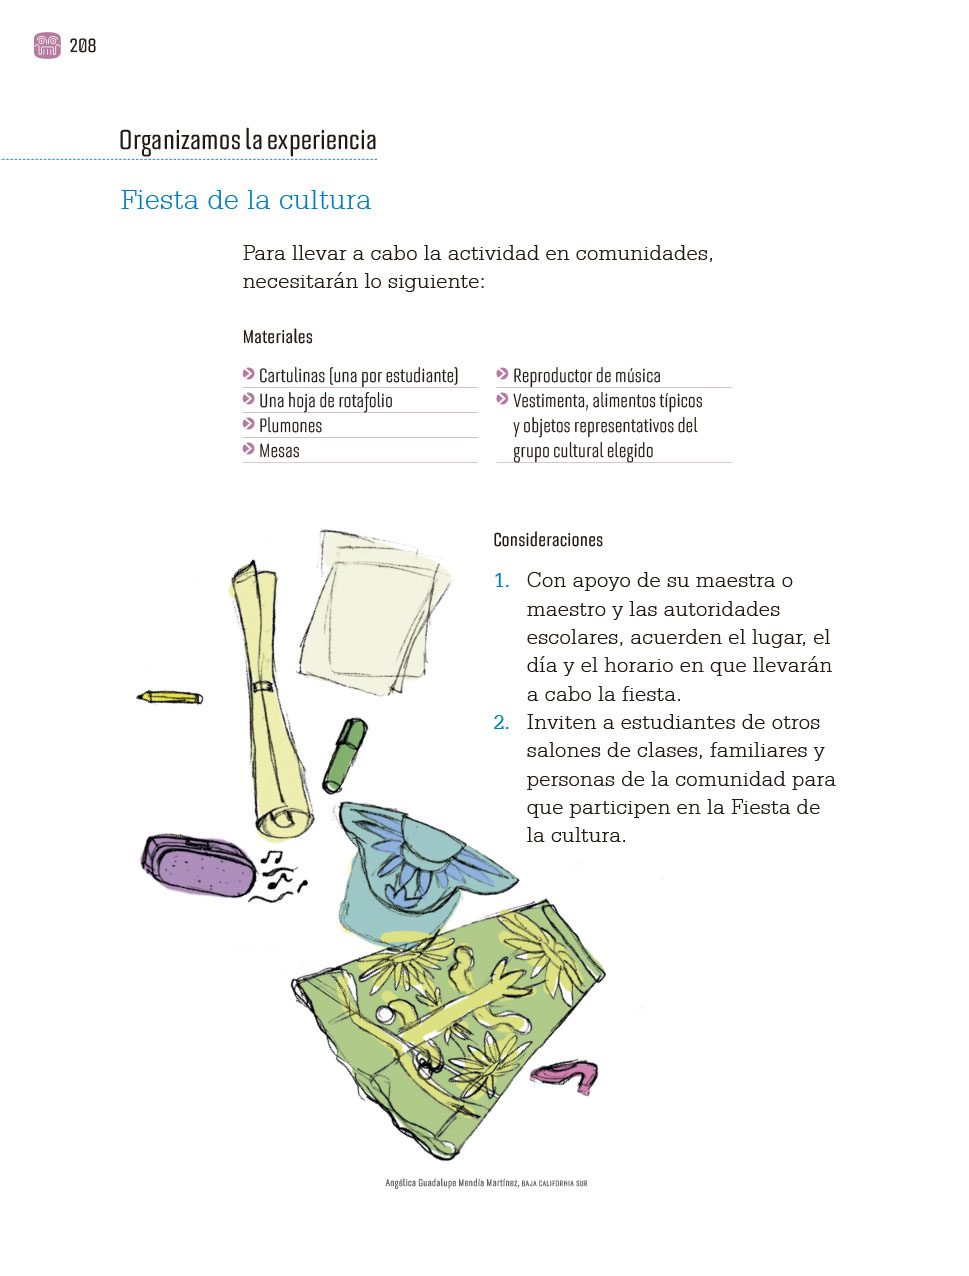 208
Organizamos la experiencia
Fiesta de la cultura
Para llevar a cabo la actividad en comunidades,
necesitarán lo siguiente:
Materiales
Cartulinas (una por estudiante)
Una hoja de rotafolio
Plumones
Mesas
Reproductor de música
Vestimenta, alimentos típicos
y objetos representativos del
grupo cultural elegido
Consideraciones
1. Con apoyo de su maestra o
maestro y las autoridades
escolares, acuerden el lugar, el
día y el horario en que llevarán
a cabo la fiesta.
2. Inviten a estudiantes de otros
salones de clases, familiares y
personas de la comunidad para
que participen en la Fiesta de
la cultura.
Angélica Guadalupe Mendía Martínez, BAJA CALIFORNIA SUR